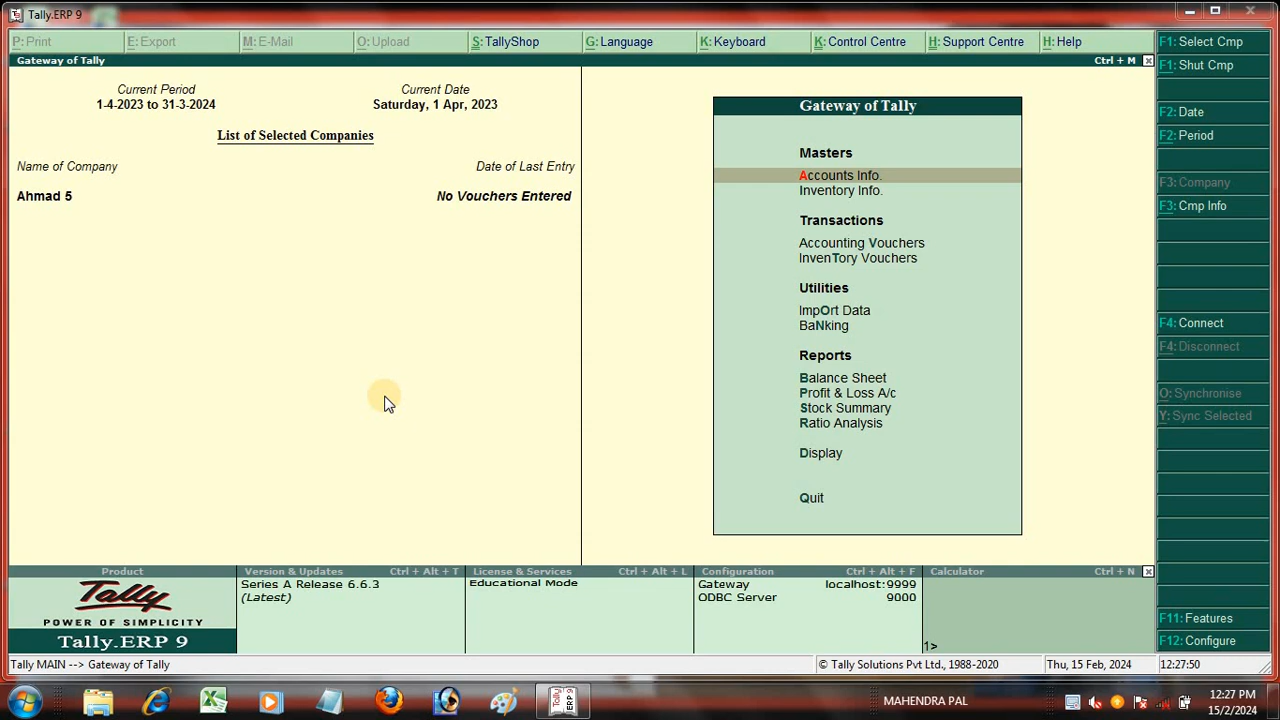 Tally.ERP 9
P: Print
E: Export
M: E-Mail
O: Upload
S: TallyShop
G: Language
K: Keyboard
K: Control Centre
H: Support Centre
H: Help
Gateway of Tally
Ctrl + M
Current Period
1-4-2023 to 31-3-2024
Current Date
Saturday, 1 Apr, 2023
List of Selected Companies
Name of Company
Date of Last Entry
Ahmad 5
No Vouchers Entered
Gateway of Tally
Masters
Accounts Info.
Inventory Info.
Transactions
Accounting Vouchers
InvenTory Vouchers
Utilities
ImpOrt Data
BaNking
Reports
Balance Sheet
Profit & Loss A/c
Stock Summary
Ratio Analysis
Display
Quit
F1: Select Cmp
F1: Shut Cmp
F2: Date
F2: Period
F3: Company
F3: Cmp Info
F4: Connect
F4: Disconnect
O: Synchronise
Y: Sync Selected
F11: Features
F12: Configure
Product
Tally
POWER OF SIMPLICITY
Tally.ERP 9
Version & Updates
Ctrl + Alt + T
Series A Release 6.6.3
(Latest)
License & Services
Ctrl + Alt + L
Educational Mode
Configuration
Ctrl + Alt + F
Gateway
localhost:9999
ODBC Server
9000
Calculator
Ctrl + N
1>
Tally MAIN --> Gateway of Tally
© Tally Solutions Pvt Ltd., 1988-2020
Thu, 15 Feb, 2024
12:27:50
Tally ERP 9
MAHENDRA PAL
12:27 PM
15/2/2024